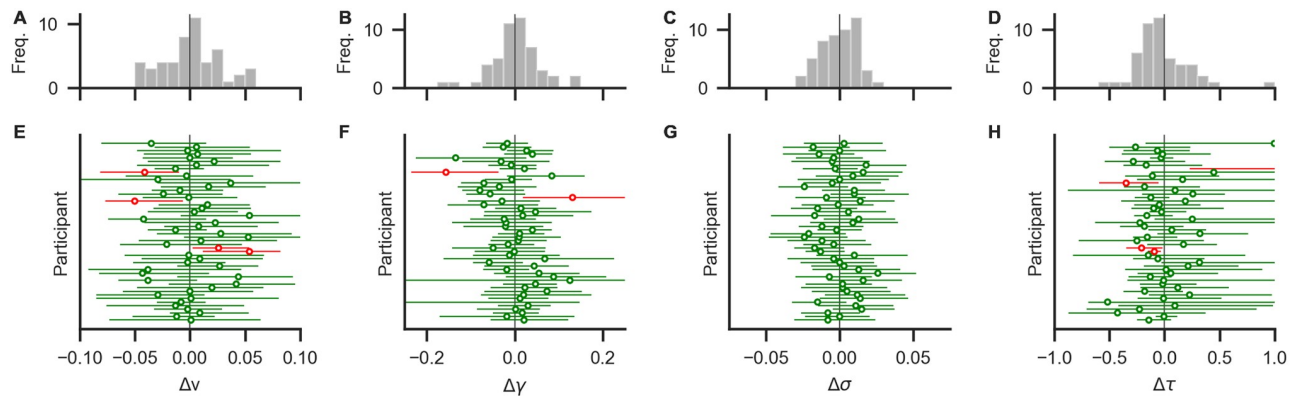 A
B
C
D
Freq.
10
0
Freq.
10
0
Freq.
10
0
Freq.
10
0
E
F
G
H
Participant
Participant
Participant
Participant
−0.10 −0.05 0.00 0.05 0.10
−0.2 0.0 0.2
−0.05 0.00 0.05
−1.0 −0.5 0.0 0.5 1.0
Δν
Δγ
Δσ
Δτ